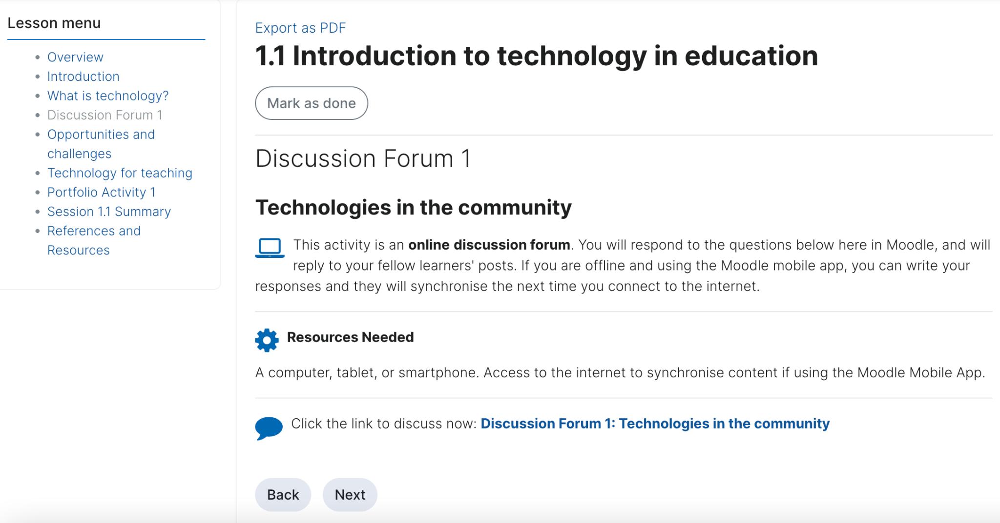 Lesson menu
Overview
Introduction
What is technology?
Discussion Forum 1
Opportunities and
challenges
Technology for teaching
Portfolio Activity 1
Session 1.1 Summary
References and
Resources
Export as PDF
1.1 Introduction to technology in education
Mark as done
Discussion Forum 1
Technologies in the community
This activity is an online discussion forum. You will respond to the questions below here in Moodle, and will
reply to your fellow learners' posts. If you are offline and using the Moodle mobile app, you can write your
responses and they will synchronise the next time you connect to the internet.
Resources Needed
A computer, tablet, or smartphone. Access to the internet to synchronise content if using the Moodle Mobile App.
Click the link to discuss now: Discussion Forum 1: Technologies in the community
Back Next